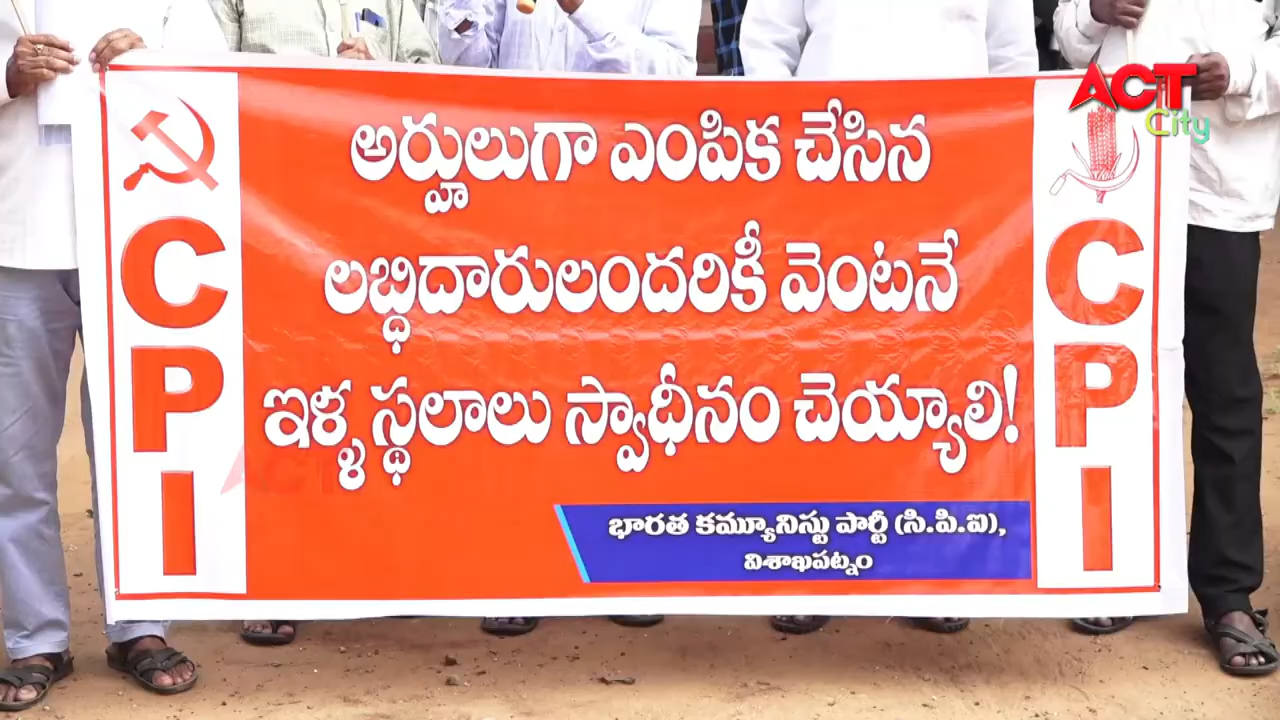 అర్హులుగా ఎంపిక చేసిన
లబ్ధిదారులందరికీ వెంటనే
ఇళ్ళ స్థలాలు స్వాధీనం చెయ్యాలి!
భారత కమ్యూనిస్టు పార్టీ (సి.పి.ఐ),
విశాఖపట్నం
CPI
CPI
ACT
City